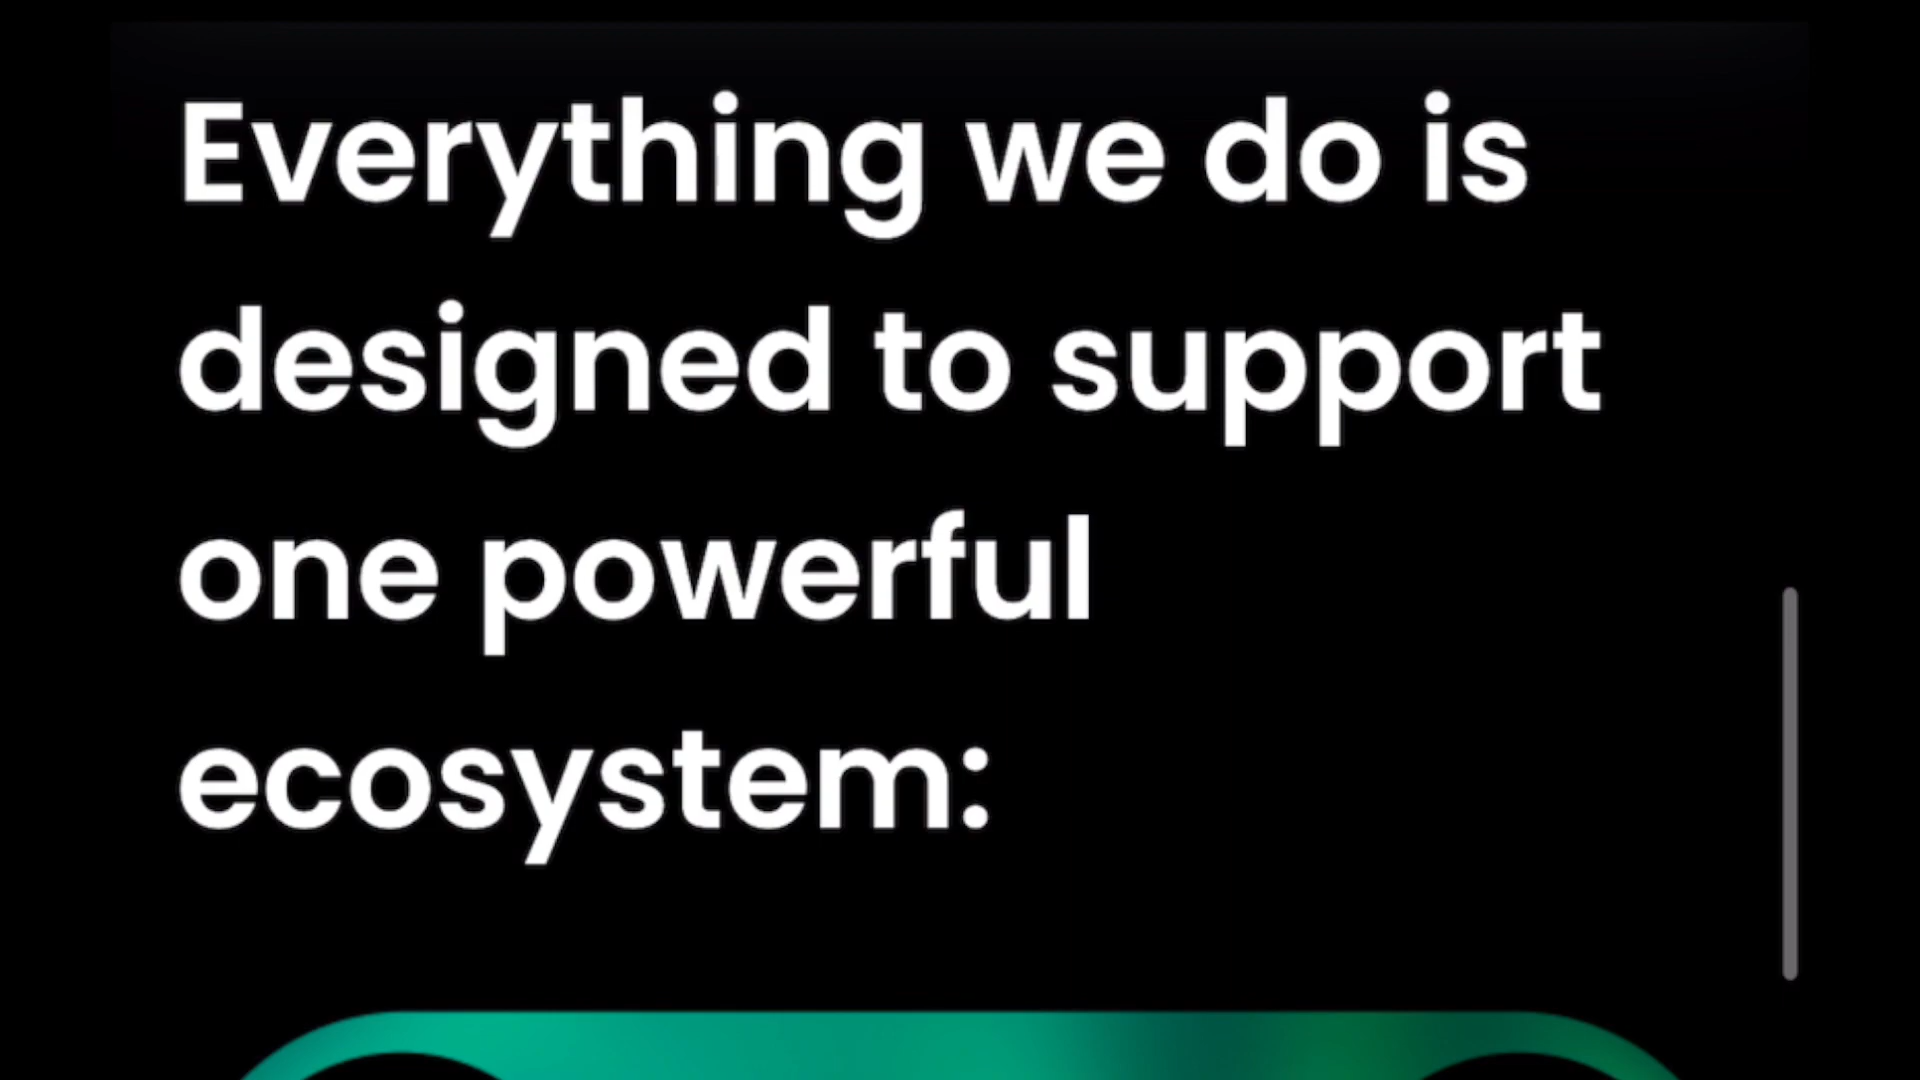 Everything we do is
designed to support
one powerful
ecosystem: